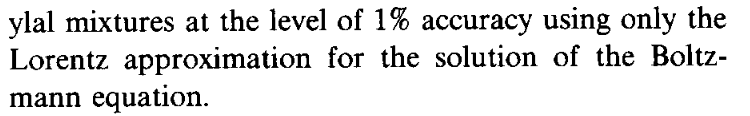 ylal mixtures at the level of 1% accuracy using only the
Lorentz approximation for the solution of the Boltz-
mann equation.